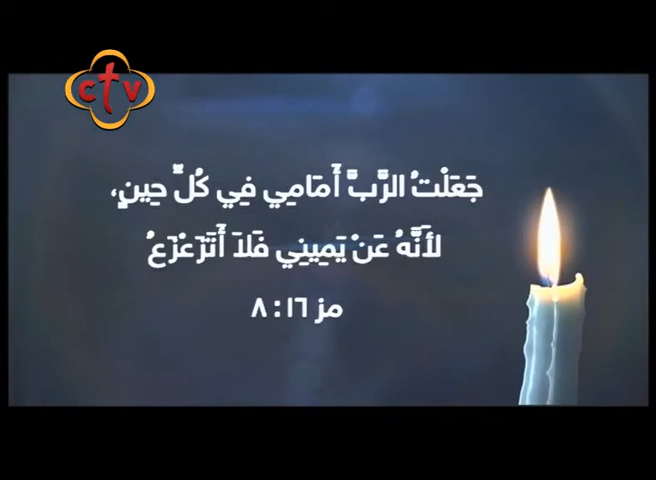 ctv
جَعَلْتُ الرَّبَّ أَمَامِي فِي كُلِّ حِينٍ،
لأَنَّهُ عَنْ يَمِينِي فَلاَ أَتَزَعْزَعُ
مز ١٦ : ٨